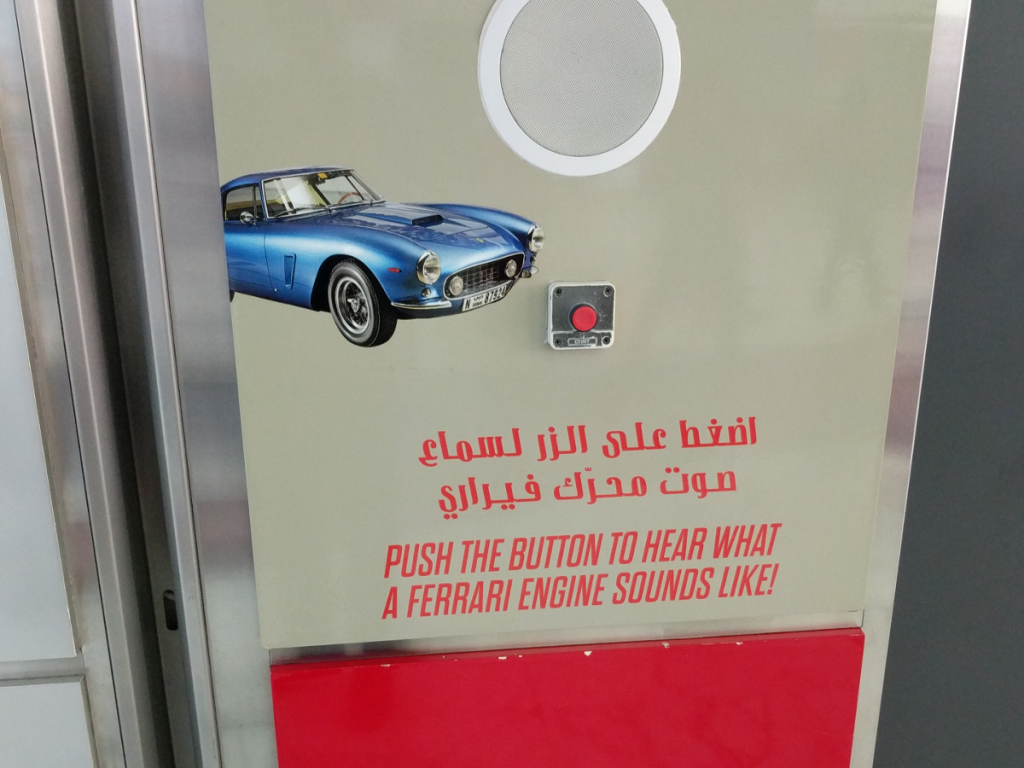 اضغط على الزر لسماع
صوت محرّك فيراري
PUSH THE BUTTON TO HEAR WHAT
A FERRARI ENGINE SOUNDS LIKE!